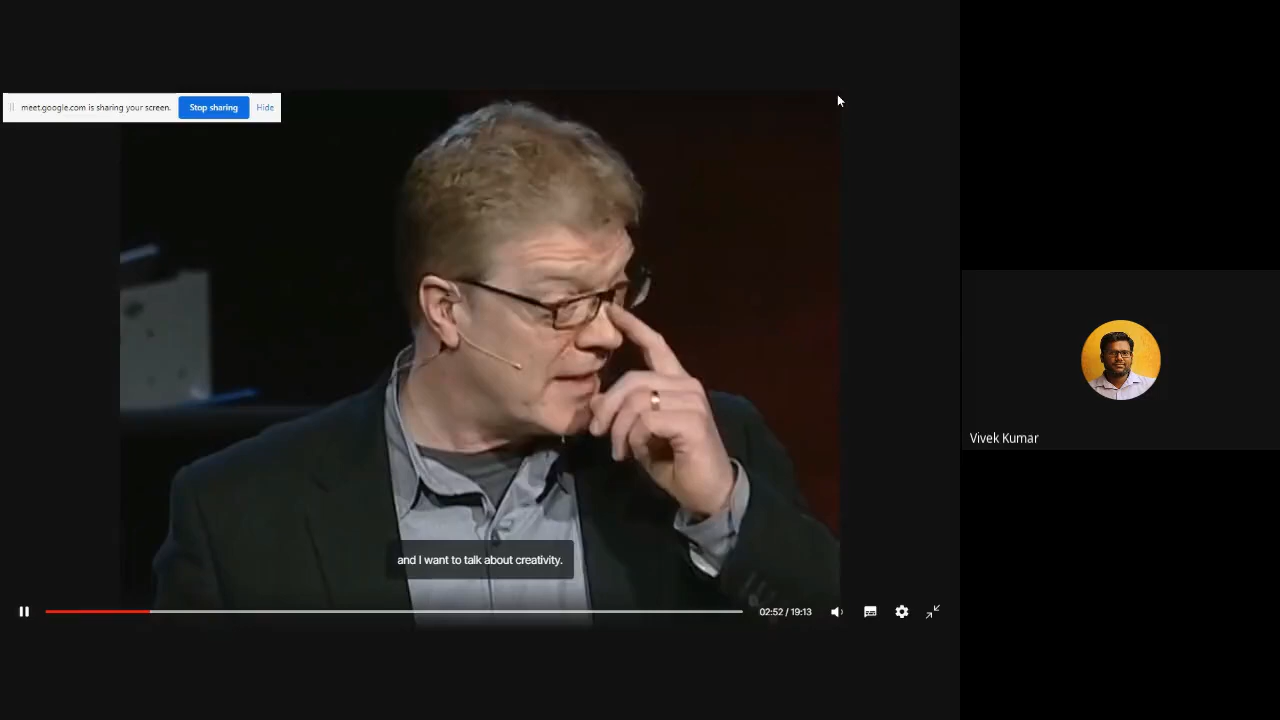 meet.google.com is sharing your screen. Stop sharing Hide
Vivek Kumar
and I want to talk about creativity.
02:52 / 19:13